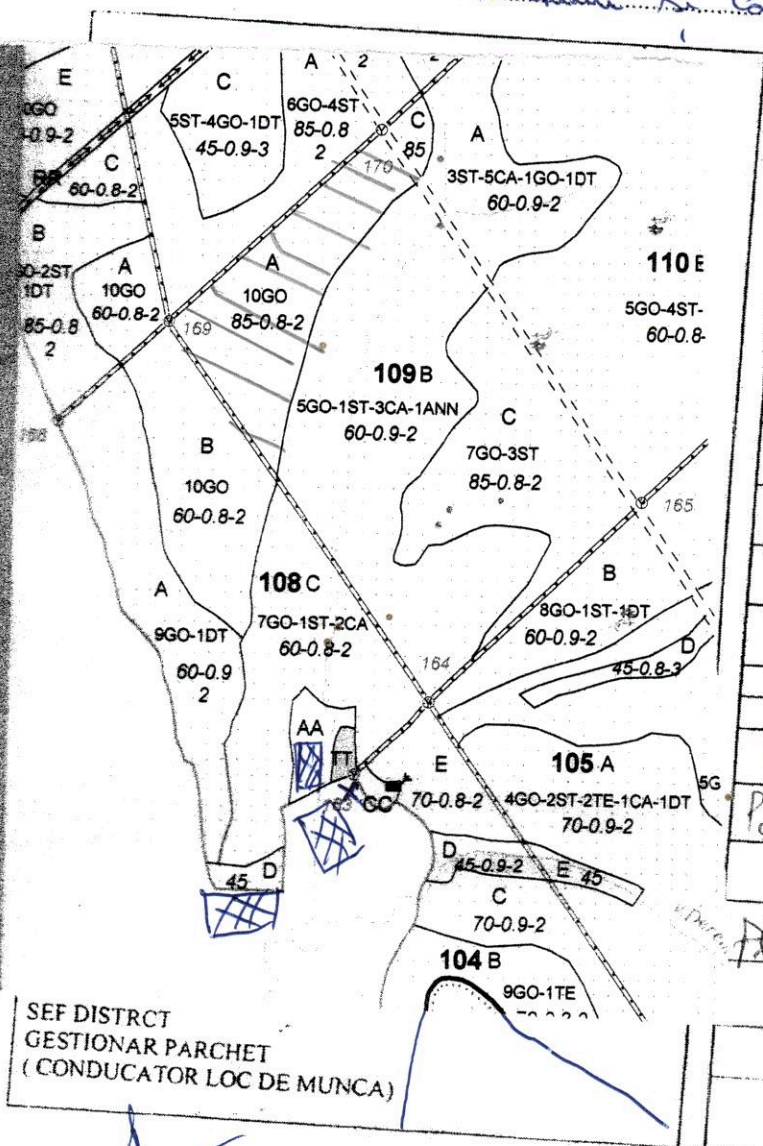 E
C
A
2
5ST-4GO-1DT
45-0.9-3
6GO-4ST
85-0.8
2
C
85
A
3ST-5CA-1GO-1DT
60-0.9-2
170
C
60-0.8-2
B
A
10GO
60-0.8-2
1DT
85-0.8
2
169
A
10GO
85-0.8-2
110 E
5GO-4ST-
60-0.8-
109 B
5GO-1ST-3CA-1ANN
60-0.9-2
C
7GO-3ST
85-0.8-2
B
10GO
60-0.8-2
165
108 C
7GO-1ST-2CA
60-0.8-2
A
9GO-1DT
60-0.9
2
B
8GO-1ST-1DT
60-0.9-2
D
45-0.8-3
164
AA
TT
CC
E
70-0.8-2
105 A
4GO-2ST-2TE-1CA-1DT
70-0.9-2
5G
D
45
D
45-0.9-2
E 45
C
70-0.9-2
104 B
9GO-1TE
SEF DISTRCT
GESTIONAR PARCHET
( CONDUCATOR LOC DE MUNCA)